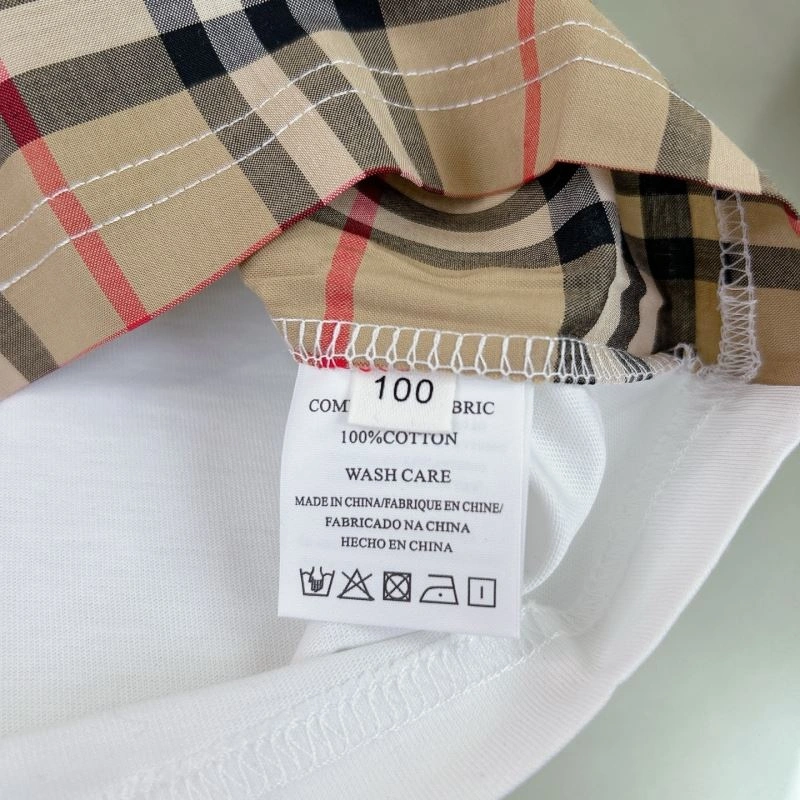 100
100%COTTON
WASH CARE
MADE IN CHINA/FABRIQUE EN CHINE/
FABRICADO NA CHINA
HECHO EN CHINA